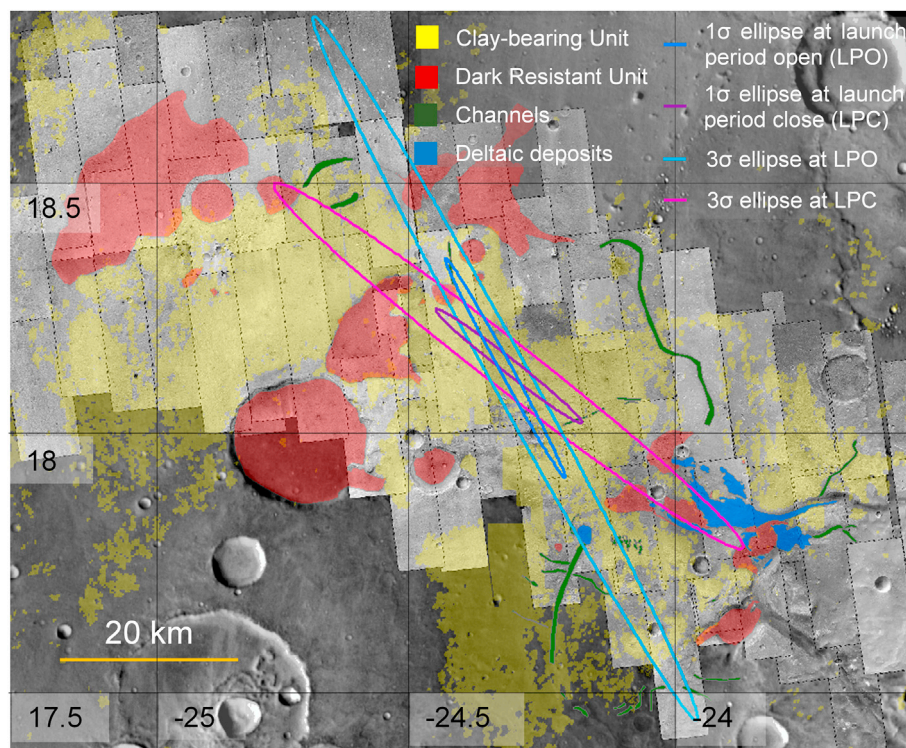 Clay-bearing Unit
Dark Resistant Unit
Channels
Deltaic deposits
1σ ellipse at launch
period open (LPO)
1σ ellipse at launch
period close (LPC)
3σ ellipse at LPO
3σ ellipse at LPC
18.5
18
20 km
17.5
-25
-24.5
-24